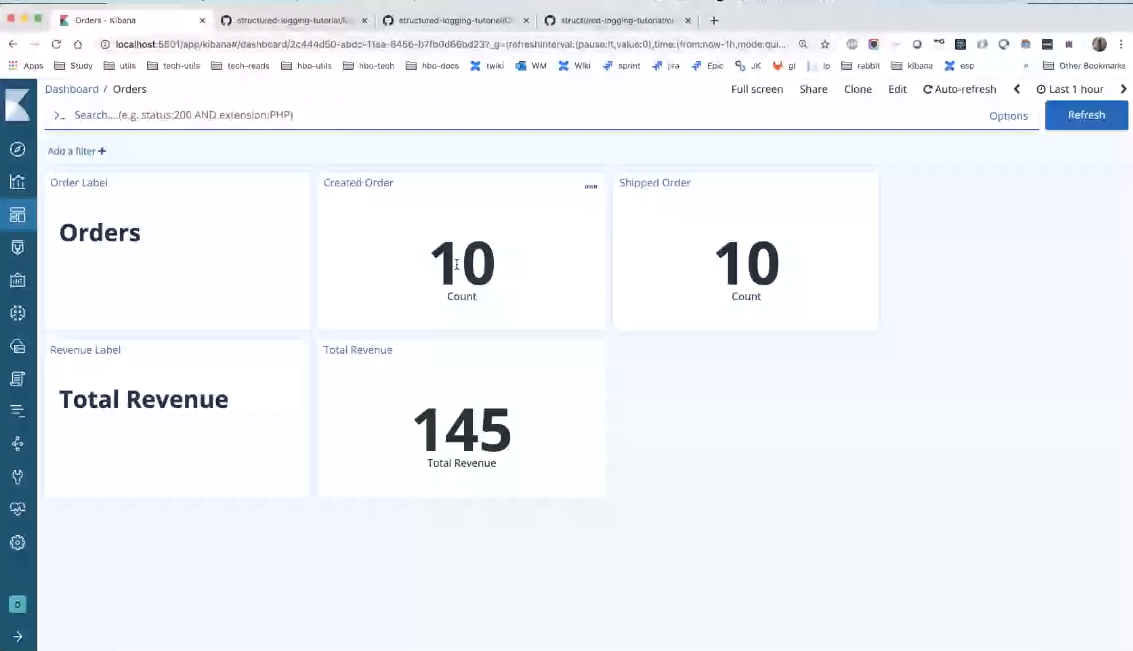 Orders - Kibana
structured-logging-tutorial/
structured-logging-tutorial/
structured-logging-tutorial/
localhost:5601/app/kibana#/dashboard/2c444d50-abdc-11ea-8456-b7fb0d66bd23?_g=(refreshInterval:(pause:!t,value:0),time:(from:now-1h,mode:qui...
Apps Study utils tech-utils tech-reads hbo-utils hbo-tech hbo-docs twiki WM Wiki sprint jira Epic JK gl ip rabbit kibana esp » Other Bookmarks
Dashboard / Orders
Full screen Share Clone Edit Auto-refresh Last 1 hour
>_ Search... (e.g. status:200 AND extension:PHP)
Options Refresh
Add a filter +
Order Label
Orders
Created Order
10
Count
Shipped Order
10
Count
Revenue Label
Total Revenue
Total Revenue
145
Total Revenue
D